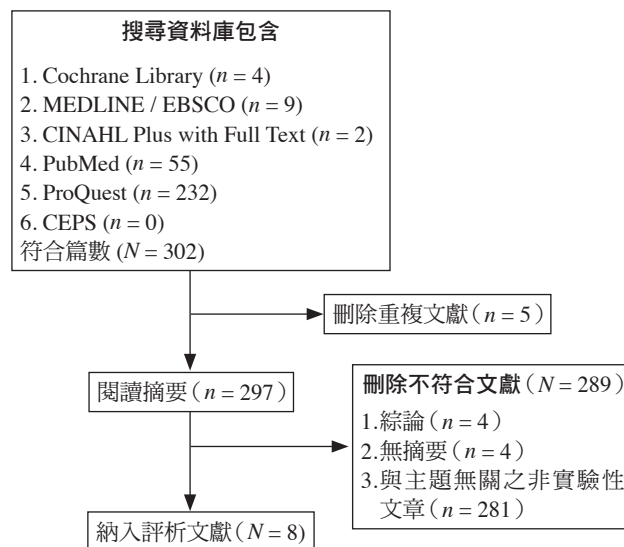 搜尋資料庫包含
1. Cochrane Library (n = 4)
2. MEDLINE / EBSCO (n = 9)
3. CINAHL Plus with Full Text (n = 2)
4. PubMed (n = 55)
5. ProQuest (n = 232)
6. CEPS (n = 0)
符合篇數 (N = 302)
刪除重複文獻(n = 5)
閱讀摘要(n = 297)
刪除不符合文獻(N = 289)
1.綜論(n = 4)
2.無摘要(n = 4)
3.與主題無關之非實驗性
文章(n = 281)
納入評析文獻(N = 8)